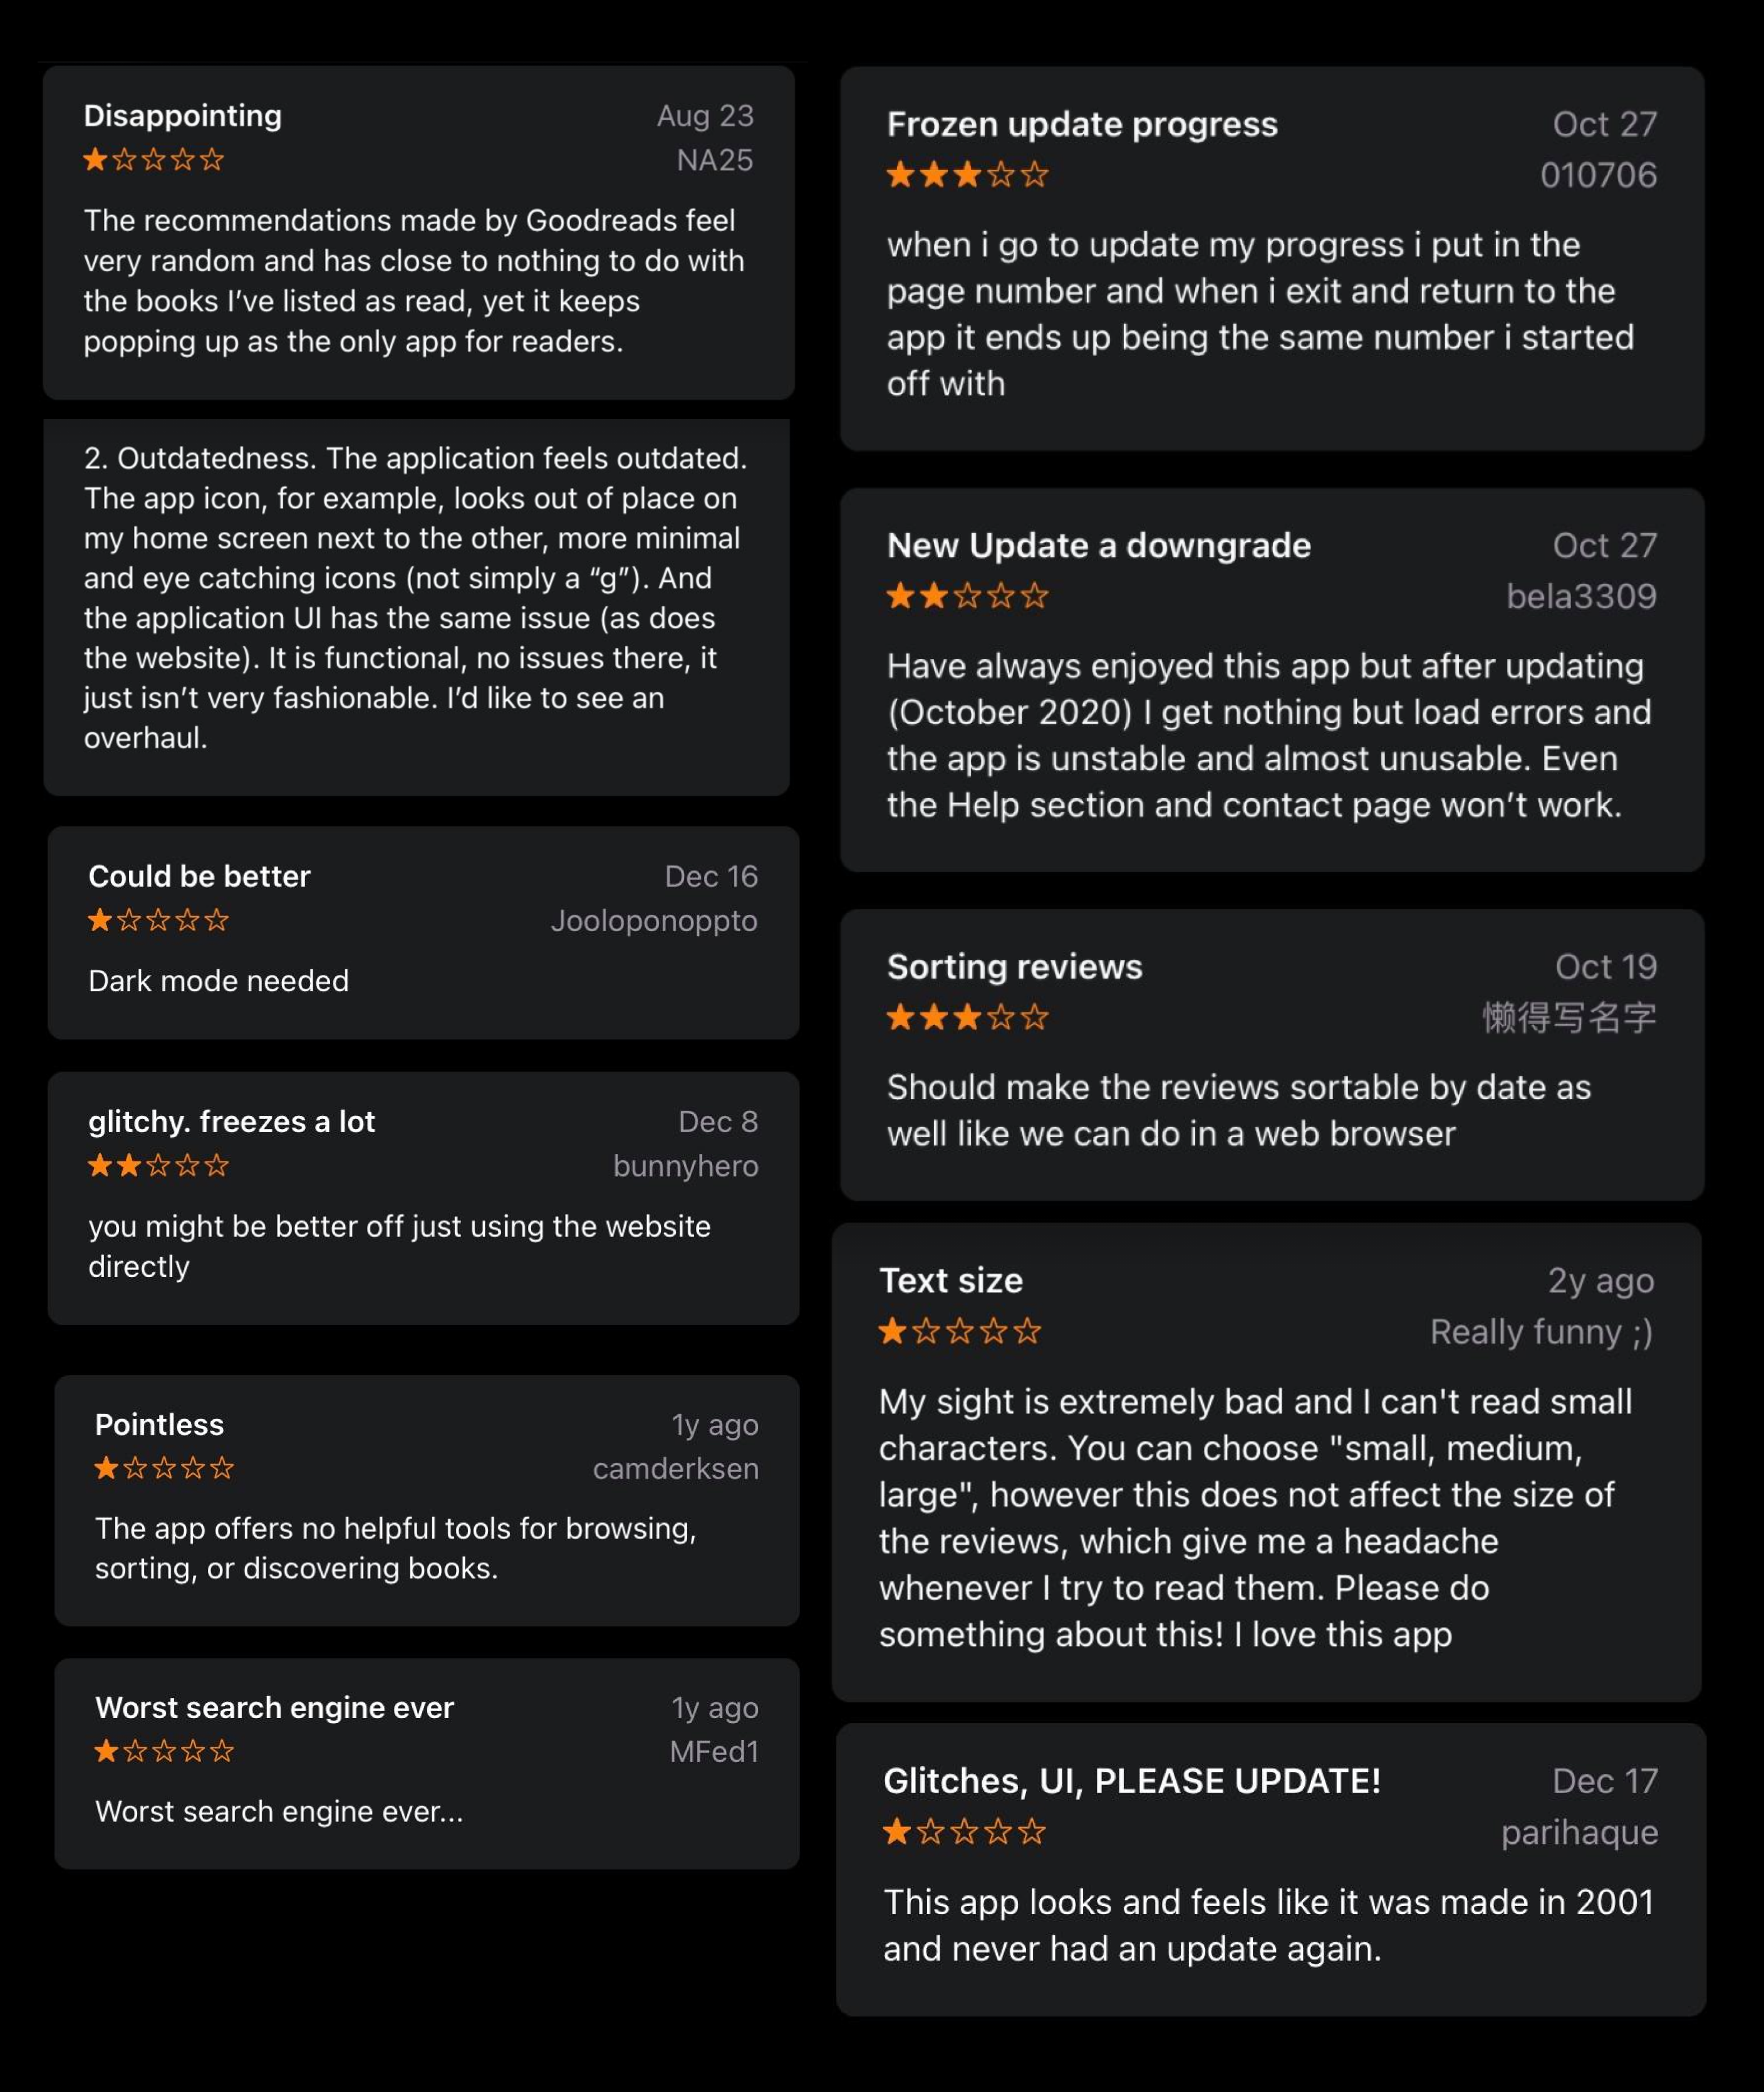 Disappointing
Aug 23
NA25
The recommendations made by Goodreads feel
very random and has close to nothing to do with
the books I’ve listed as read, yet it keeps
popping up as the only app for readers.
2. Outdatedness. The application feels outdated.
The app icon, for example, looks out of place on
my home screen next to the other, more minimal
and eye catching icons (not simply a “g”). And
the application UI has the same issue (as does
the website). It is functional, no issues there, it
just isn’t very fashionable. I’d like to see an
overhaul.
Could be better
Dec 16
Jooloponoppto
Dark mode needed
glitchy. freezes a lot
Dec 8
bunnyhero
you might be better off just using the website
directly
Pointless
1y ago
camderksen
The app offers no helpful tools for browsing,
sorting, or discovering books.
Worst search engine ever
1y ago
MFed1
Worst search engine ever...
Frozen update progress
Oct 27
010706
when i go to update my progress i put in the
page number and when i exit and return to the
app it ends up being the same number i started
off with
New Update a downgrade
Oct 27
bela3309
Have always enjoyed this app but after updating
(October 2020) I get nothing but load errors and
the app is unstable and almost unusable. Even
the Help section and contact page won’t work.
Sorting reviews
Oct 19
懒得写名字
Should make the reviews sortable by date as
well like we can do in a web browser
Text size
2y ago
Really funny ;)
My sight is extremely bad and I can't read small
characters. You can choose "small, medium,
large", however this does not affect the size of
the reviews, which give me a headache
whenever I try to read them. Please do
something about this! I love this app
Glitches, UI, PLEASE UPDATE!
Dec 17
parihaque
This app looks and feels like it was made in 2001
and never had an update again.